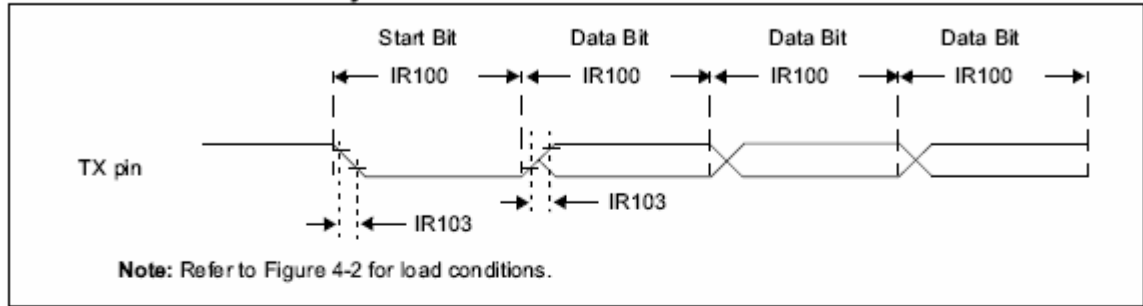 Start Bit Data Bit Data Bit Data Bit
IR100 IR100 IR100 IR100
TX pin
IR103
IR103
Note: Refer to Figure 4-2 for load conditions.